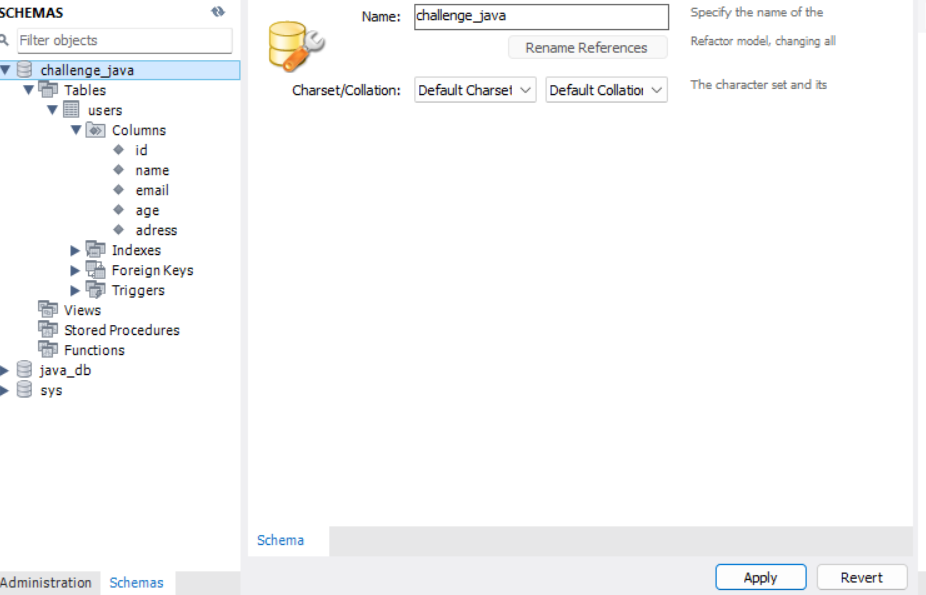 SCHEMAS
Filter objects
challenge_java
Tables
users
Columns
id
name
email
age
adress
Indexes
Foreign Keys
Triggers
Views
Stored Procedures
Functions
java_db
sys
Administration
Schemas
Name:
challenge_java
Specify the name of the
Rename References
Refactor model, changing all
Charset/Collation:
Default Charset
Default Collation
The character set and its
Schema
Apply
Revert